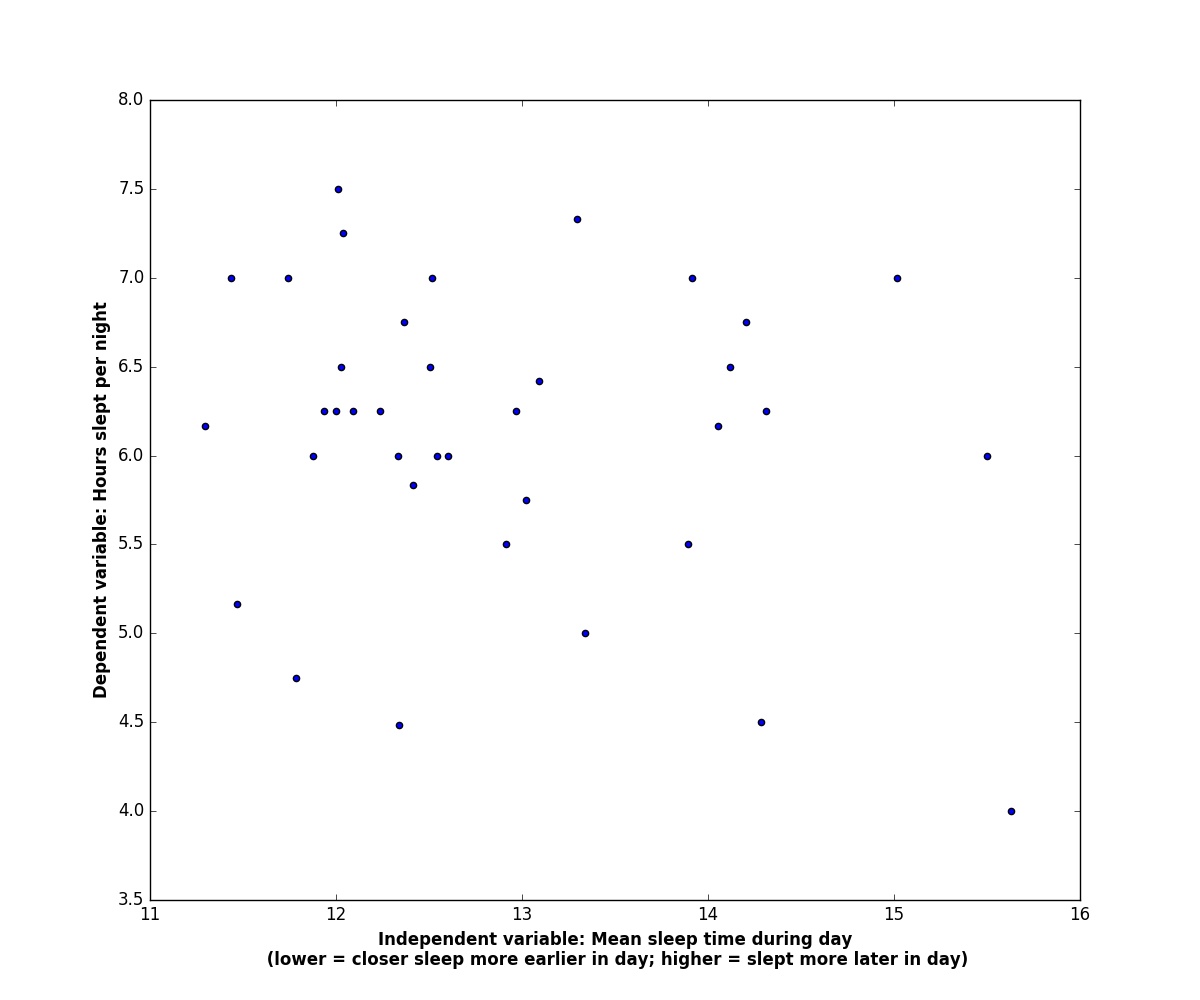 8.0
7.5
7.0
6.5
6.0
5.5
5.0
4.5
4.0
3.5
Dependent variable: Hours slept per night
11 12 13 14 15 16
Independent variable: Mean sleep time during day
(lower = closer sleep more earlier in day; higher = slept more later in day)